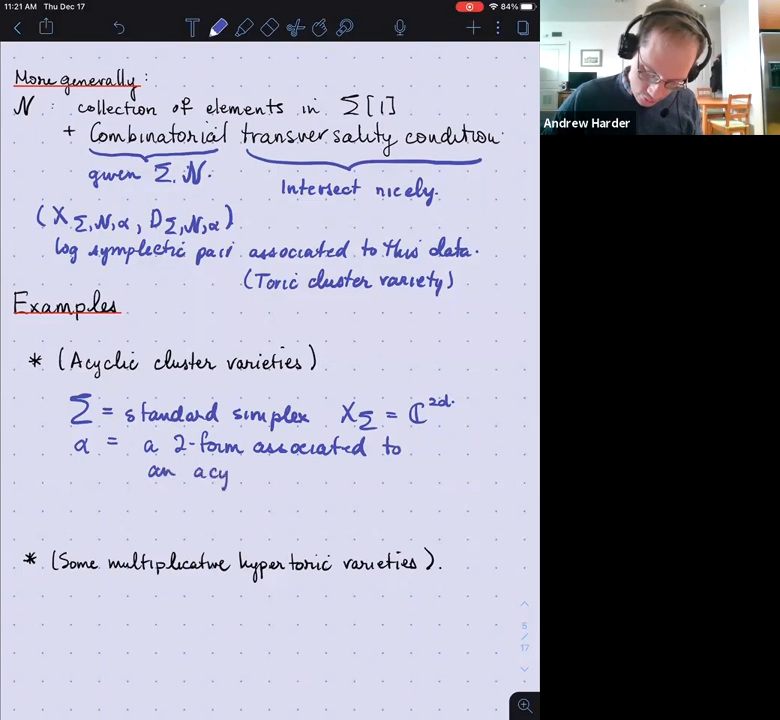 11:21 AM Thu Dec 17
84%
More generally:
N : collection of elements in Σ[1]
+ Combinatorial transversality condition.
given Σ, N.
Intersect nicely.
(X Σ,N,α , D Σ,N,α)
log symplectic pair associated to this data.
(Toric cluster variety)
Examples
* (Acyclic cluster varieties)
Σ = standard simplex X_Σ = ℂ^2d.
α = a 2-form associated to
an acy
* (Some multiplicative hypertoric varieties).
5
/
17
Andrew Harder